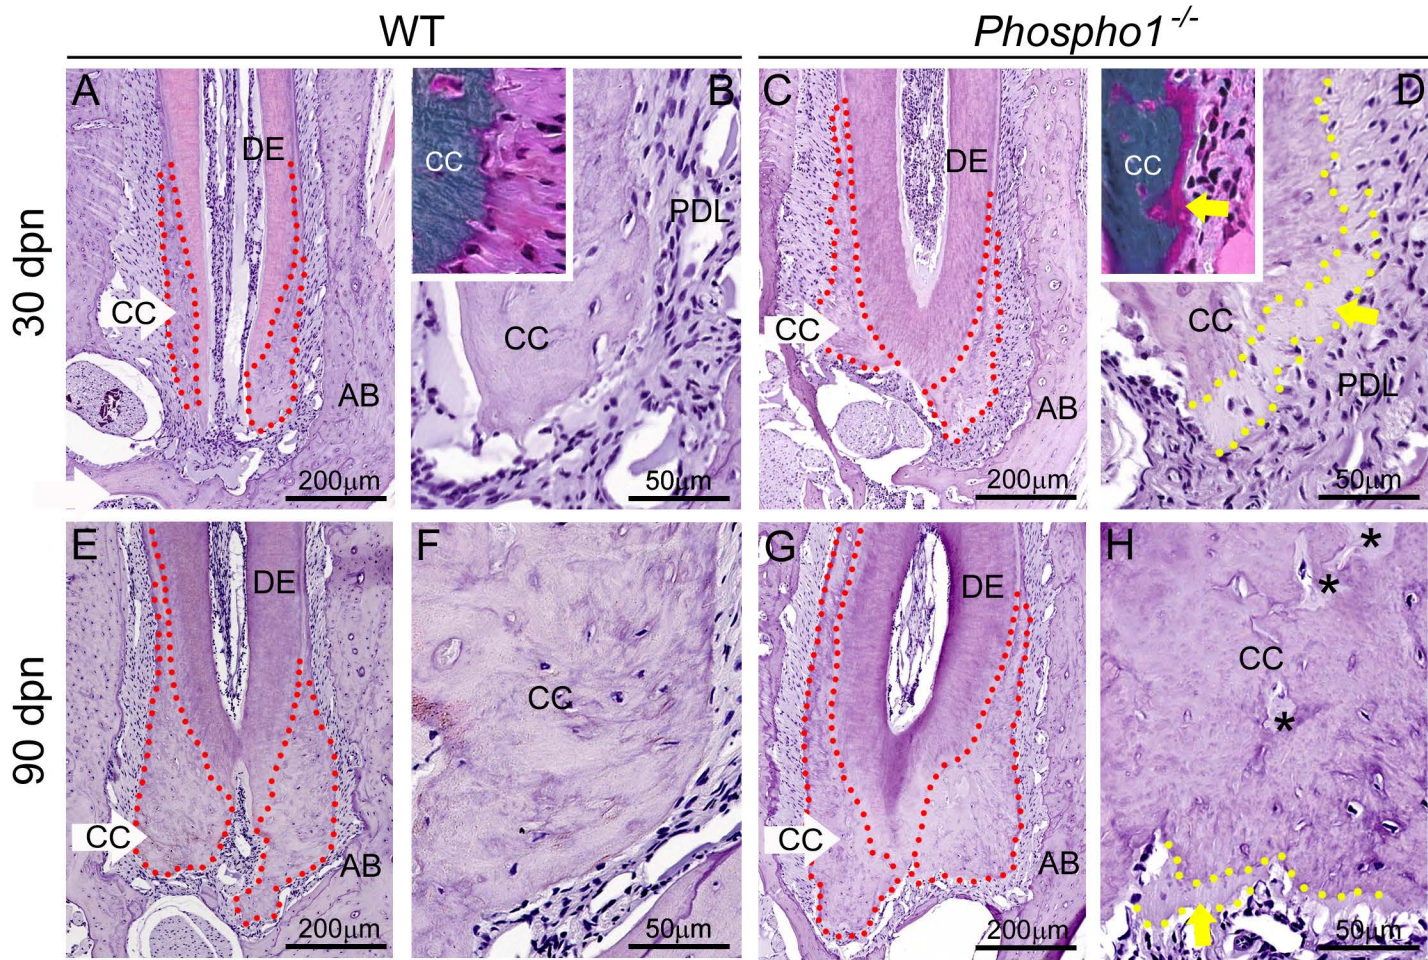 WT
Phospho1 -/-
30 dpn
A
DE
CC
AB
200µm
B
CC
PDL
CC
50µm
C
DE
CC
AB
200µm
D
CC
CC
PDL
50µm
90 dpn
E
DE
CC
AB
200µm
F
CC
50µm
G
DE
CC
AB
200µm
H
*
*
CC
*
50µm